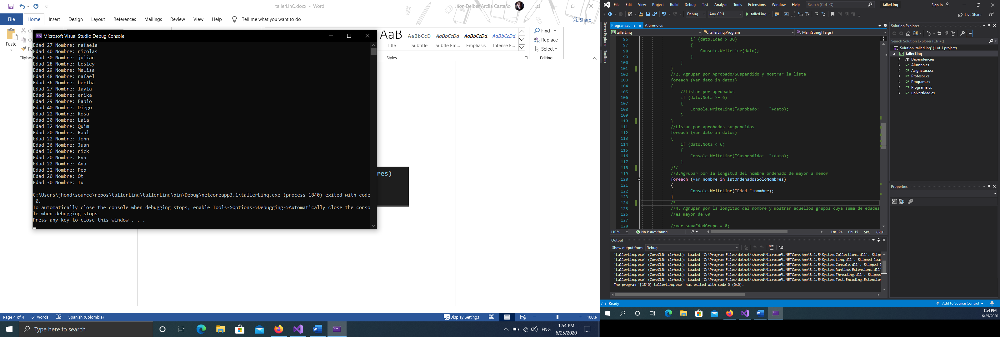 tallerLinQ.docx - Word
Jhon Deiber Arcila Castaño
File Home Insert Design Layout References Mailings Review View Help Tell me what you want to do
Share
Paste
Clipboa
AaB AaBbCcD AaBbCcDd AaBbCcDd AaBbCcDd
Title Subtitle Subtle Em... Emphasis Intense E...
Styles
Find
Replace
Select
Editing
Microsoft Visual Studio Debug Console
Edad 27 Nombre: rafaela
Edad 40 Nombre: nicolas
Edad 30 Nombre: julian
Edad 28 Nombre: Lesley
Edad 29 Nombre: Melisa
Edad 48 Nombre: rafael
Edad 36 Nombre: bertha
Edad 27 Nombre: layla
Edad 29 Nombre: erika
Edad 29 Nombre: Fabio
Edad 40 Nombre: Diego
Edad 22 Nombre: Rosa
Edad 30 Nombre: Laia
Edad 32 Nombre: Quim
Edad 20 Nombre: Raul
Edad 22 Nombre: John
Edad 36 Nombre: Juan
Edad 36 Nombre: nick
Edad 20 Nombre: Eva
Edad 22 Nombre: Ana
Edad 32 Nombre: Pep
Edad 20 Nombre: Ot
Edad 30 Nombre: Iu
C:\Users\jhond\source\repos\tallerLinq\tallerLinq\bin\Debug\netcoreapp3.1\tallerLinq.exe (process 1840) exited with code
0.
To automatically close the console when debugging stops, enable Tools->Options->Debugging->Automatically close the conso
le when debugging stops.
Press any key to close this window . . .
res)
Page 4 of 4 61 words Spanish (Colombia) Display Settings 100%
Type here to search
ENG
1:54 PM
6/25/2020
File Edit View Project Build Debug Test Analyze Tools Extensions Window Help Search (Ctrl+Q) tallerLinq Sign in
Debug Any CPU tallerLinq Live Share
Server Explorer
Toolbox
Program.cs Alumno.cs
tallerLinq tallerLinq.Program Main(string[] args)
96 if (dato.Edad > 30)
97 {
98 Console.WriteLine(dato);
99 }
100 }
101 }
102 //2. Agrupar por Aprobado/Suspendido y mostrar la lista
103 foreach (var dato in datos)
104 {
105 //Listar por aprobados
106 if (dato.Nota >= 6)
107 {
108 Console.WriteLine("Aprobado:    "+dato);
109 }
110 }
111 //Listar por aprobados suspendidos
112 foreach (var dato in datos)
113 {
114 if (dato.Nota < 6)
115 {
116 Console.WriteLine("Suspendido:  "+dato);
117 }
118 }*/
119 //3.Agrupar por la longitud del nombre ordenado de mayor a menor
120 foreach (var nombre in lstOrdenadosSoloNombres)
121 {
122 Console.WriteLine("Edad "+nombre);
123 }
124 /*
125 //4. Agrupar por la longitud del nombre y mostrar aquellos grupos cuya suma de edades
126 //es mayor de 60
127
128 //var sumaEdadGrupo = 0;
110 % No issues found Ln: 124 Ch: 15 SPC CRLF
Output
Show output from: Debug
'tallerLinq.exe' (CoreCLR: clrhost): Loaded 'C:\Program Files\dotnet\shared\Microsoft.NETCore.App\3.1.5\System.Collections.dll'. Skipp
'tallerLinq.exe' (CoreCLR: clrhost): Loaded 'C:\Program Files\dotnet\shared\Microsoft.NETCore.App\3.1.5\System.Linq.dll'. Skipped load
'tallerLinq.exe' (CoreCLR: clrhost): Loaded 'C:\Program Files\dotnet\shared\Microsoft.NETCore.App\3.1.5\System.Console.dll'. Skipped l
'tallerLinq.exe' (CoreCLR: clrhost): Loaded 'C:\Program Files\dotnet\shared\Microsoft.NETCore.App\3.1.5\System.Runtime.Extensions.dll'
'tallerLinq.exe' (CoreCLR: clrhost): Loaded 'C:\Program Files\dotnet\shared\Microsoft.NETCore.App\3.1.5\System.Threading.dll'. Skipped
'tallerLinq.exe' (CoreCLR: clrhost): Loaded 'C:\Program Files\dotnet\shared\Microsoft.NETCore.App\3.1.5\System.Text.Encoding.Extension
The program '[1840] tallerLinq.exe' has exited with code 0 (0x0).
Solution Explorer
Search Solution Explorer (Ctrl+;)
Solution 'tallerLinq' (1 of 1 project)
tallerLinq
Dependencies
Alumno.cs
Asignatura.cs
Profesor.cs
Program.cs
Programa.cs
universidad.cs
Properties
Ready Add to Source Control
1:54 PM
6/25/2020